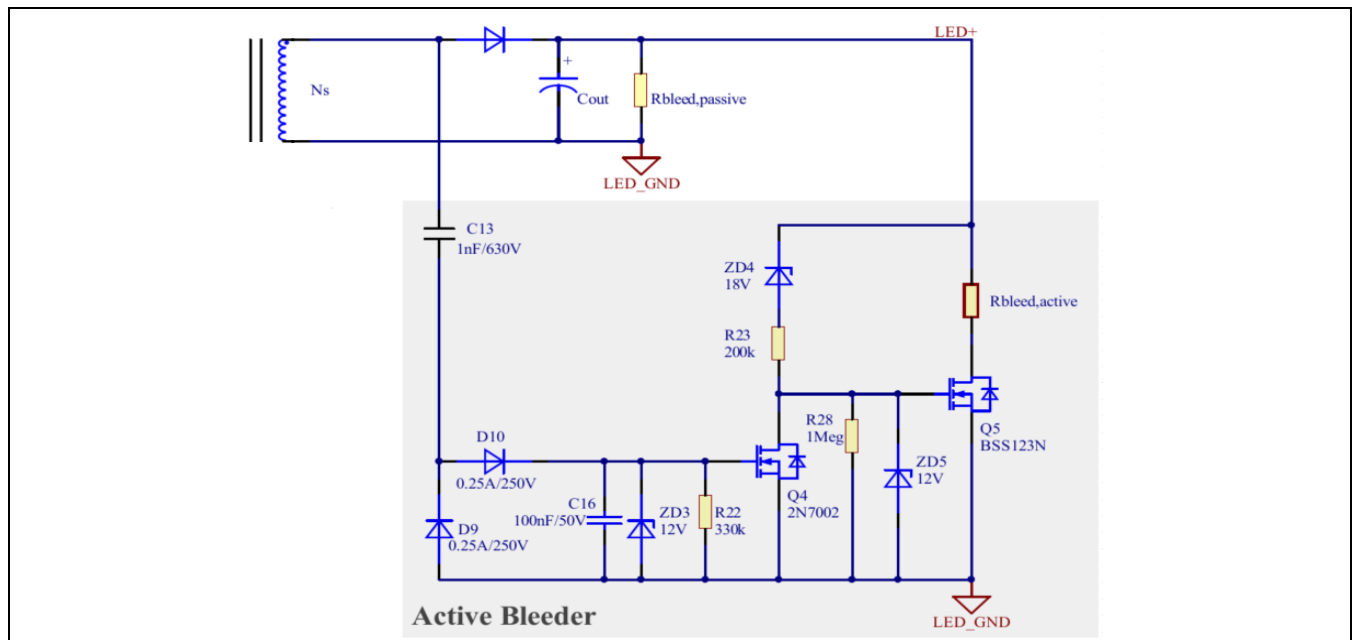 LED+
Ns
+
Cout
Rbleed,passive
LED_GND
C13
1nF/630V
ZD4
18V
Rbleed,active
R23
200k
D10
0.25A/250V
R28
1Meg
Q5
BSS123N
ZD5
12V
C16
100nF/50V
ZD3
12V
R22
330k
Q4
2N7002
D9
0.25A/250V
Active Bleeder
LED_GND